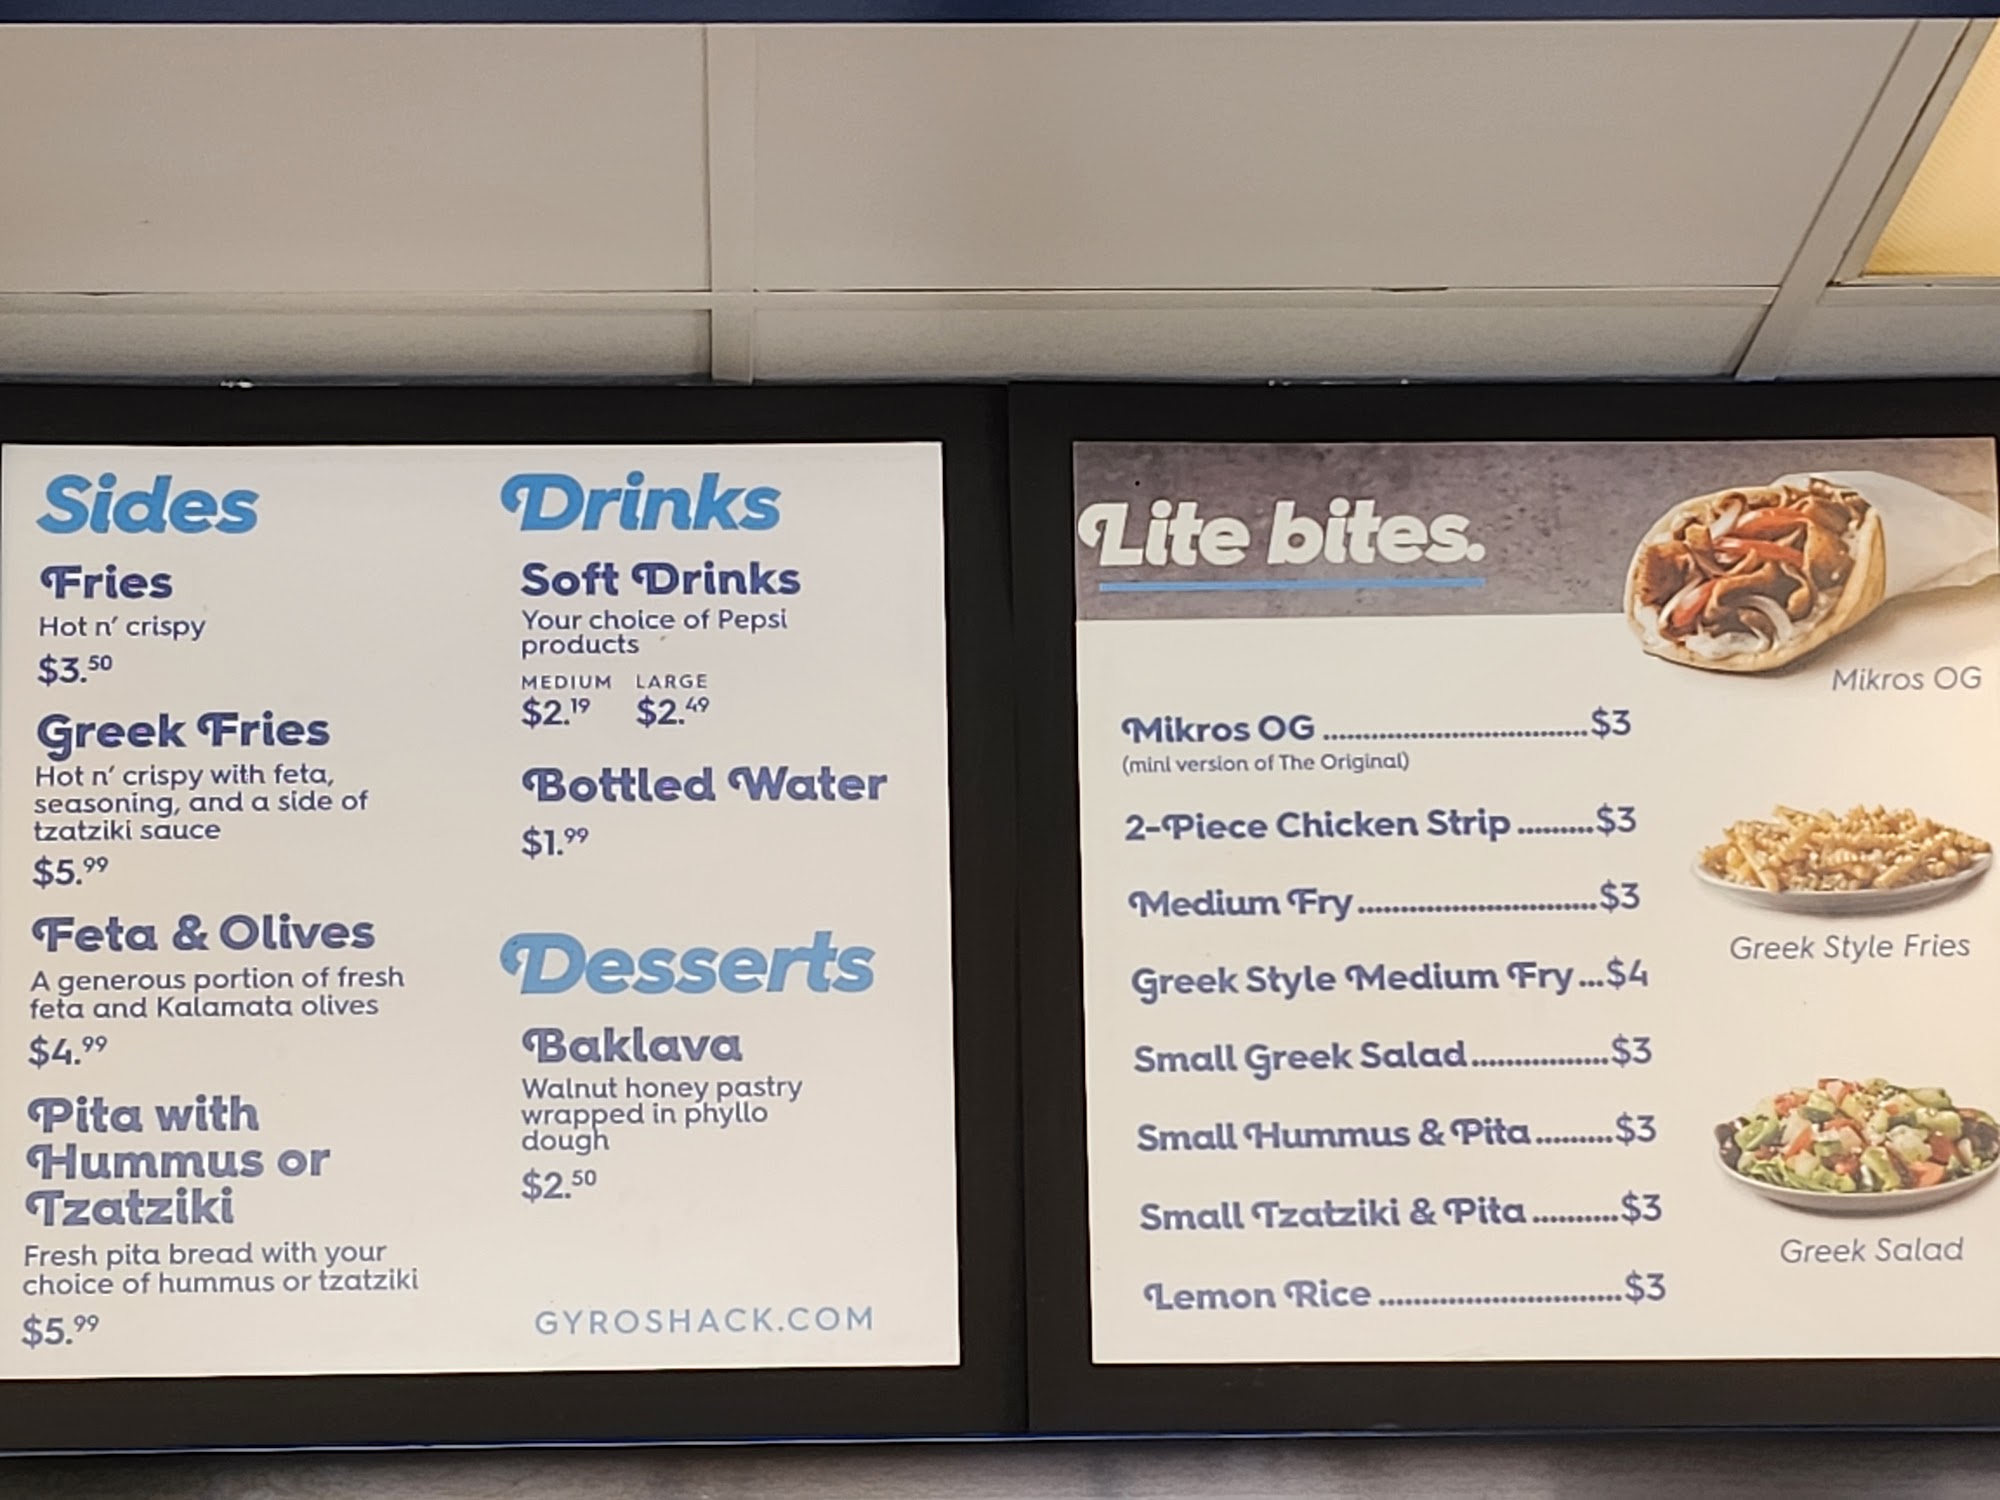 Sides
Fries
Hot n' crispy
$3.50
Greek Fries
Hot n' crispy with feta,
seasoning, and a side of
tzatziki sauce
$5.99
Feta & Olives
A generous portion of fresh
feta and Kalamata olives
$4.99
Pita with
Hummus or
Tzatziki
Fresh pita bread with your
choice of hummus or tzatziki
$5.99
Drinks
Soft Drinks
Your choice of Pepsi
products
MEDIUM LARGE
$2.19 $2.49
Bottled Water
$1.99
Desserts
Baklava
Walnut honey pastry
wrapped in phyllo
dough
$2.50
GYROSHACK.COM
Lite bites.
Mikros OG
Mikros OG.................................$3
(mini version of The Original)
2-Piece Chicken Strip.........$3
Medium Fry..............................$3
Greek Style Medium Fry...$4
Small Greek Salad................$3
Small Hummus & Pita.........$3
Small Tzatziki & Pita..........$3
Lemon Rice..............................$3
Greek Style Fries
Greek Salad